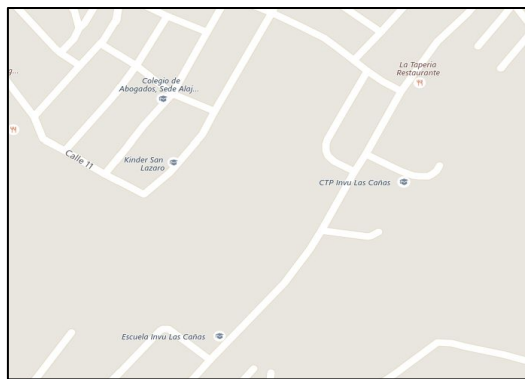 La Taperia
Restaurante
Colegio de
Abogados, Sede Alaj...
Kinder San
Lazaro
Calle 11
CTP Invu Las Cañas
Escuela Invu Las Cañas